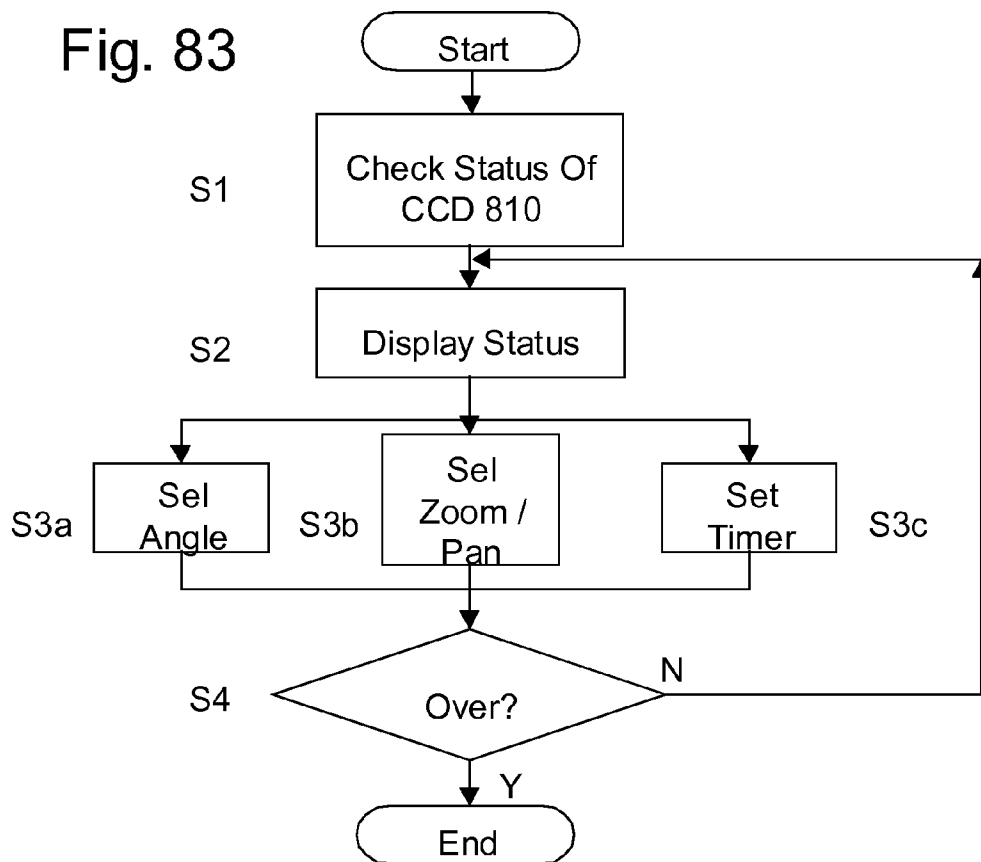 Fig. 83
Start
S1
Check Status Of
CCD 810
S2
Display Status
S3a
Sel
Angle
S3b
Sel
Zoom /
Pan
Set
Timer
S3c
S4
Over?
N
Y
End